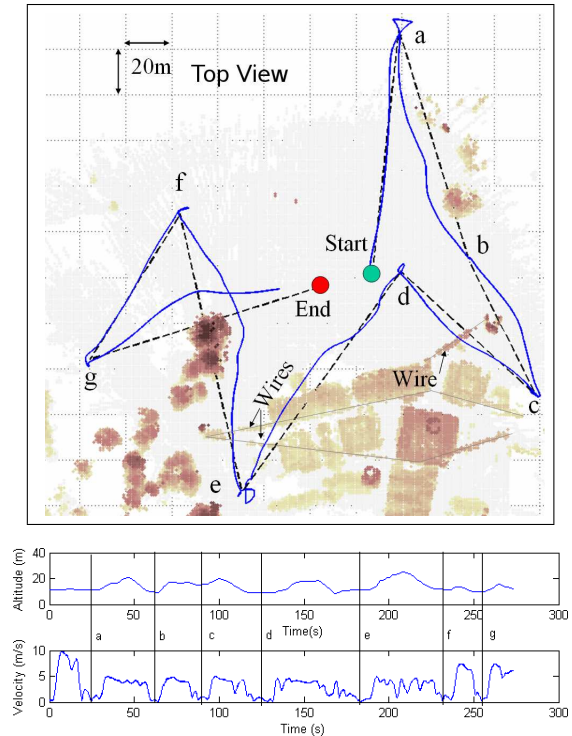 a
20m
Top View
f
b
Start
d
End
g
Wires
Wire
c
e
Altitude (m)
40
20
0
0 50 100 150 200 250 300
a b c d Time(s) e f g
Velocity (m/s)
10
5
0
0 50 100 150 200 250 300
Time (s)